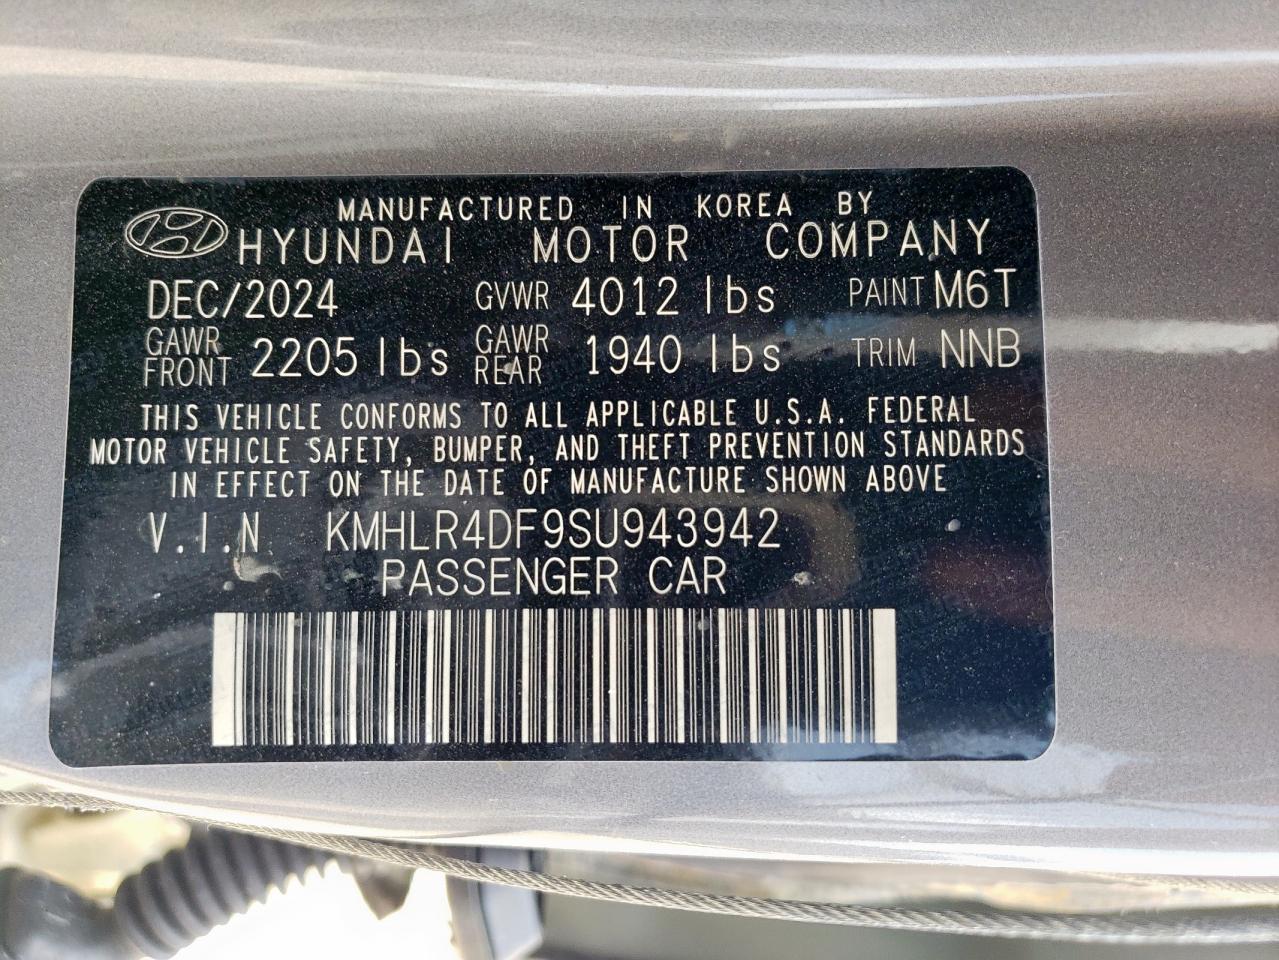 MANUFACTURED IN KOREA BY
HYUNDAI MOTOR COMPANY
DEC/2024 GVWR 4012 lbs PAINT M6T
GAWR FRONT 2205 lbs GAWR REAR 1940 lbs TRIM NNB
THIS VEHICLE CONFORMS TO ALL APPLICABLE U.S.A. FEDERAL
MOTOR VEHICLE SAFETY, BUMPER, AND THEFT PREVENTION STANDARDS
IN EFFECT ON THE DATE OF MANUFACTURE SHOWN ABOVE
V.I.N KMHLR4DF9SU943942
PASSENGER CAR